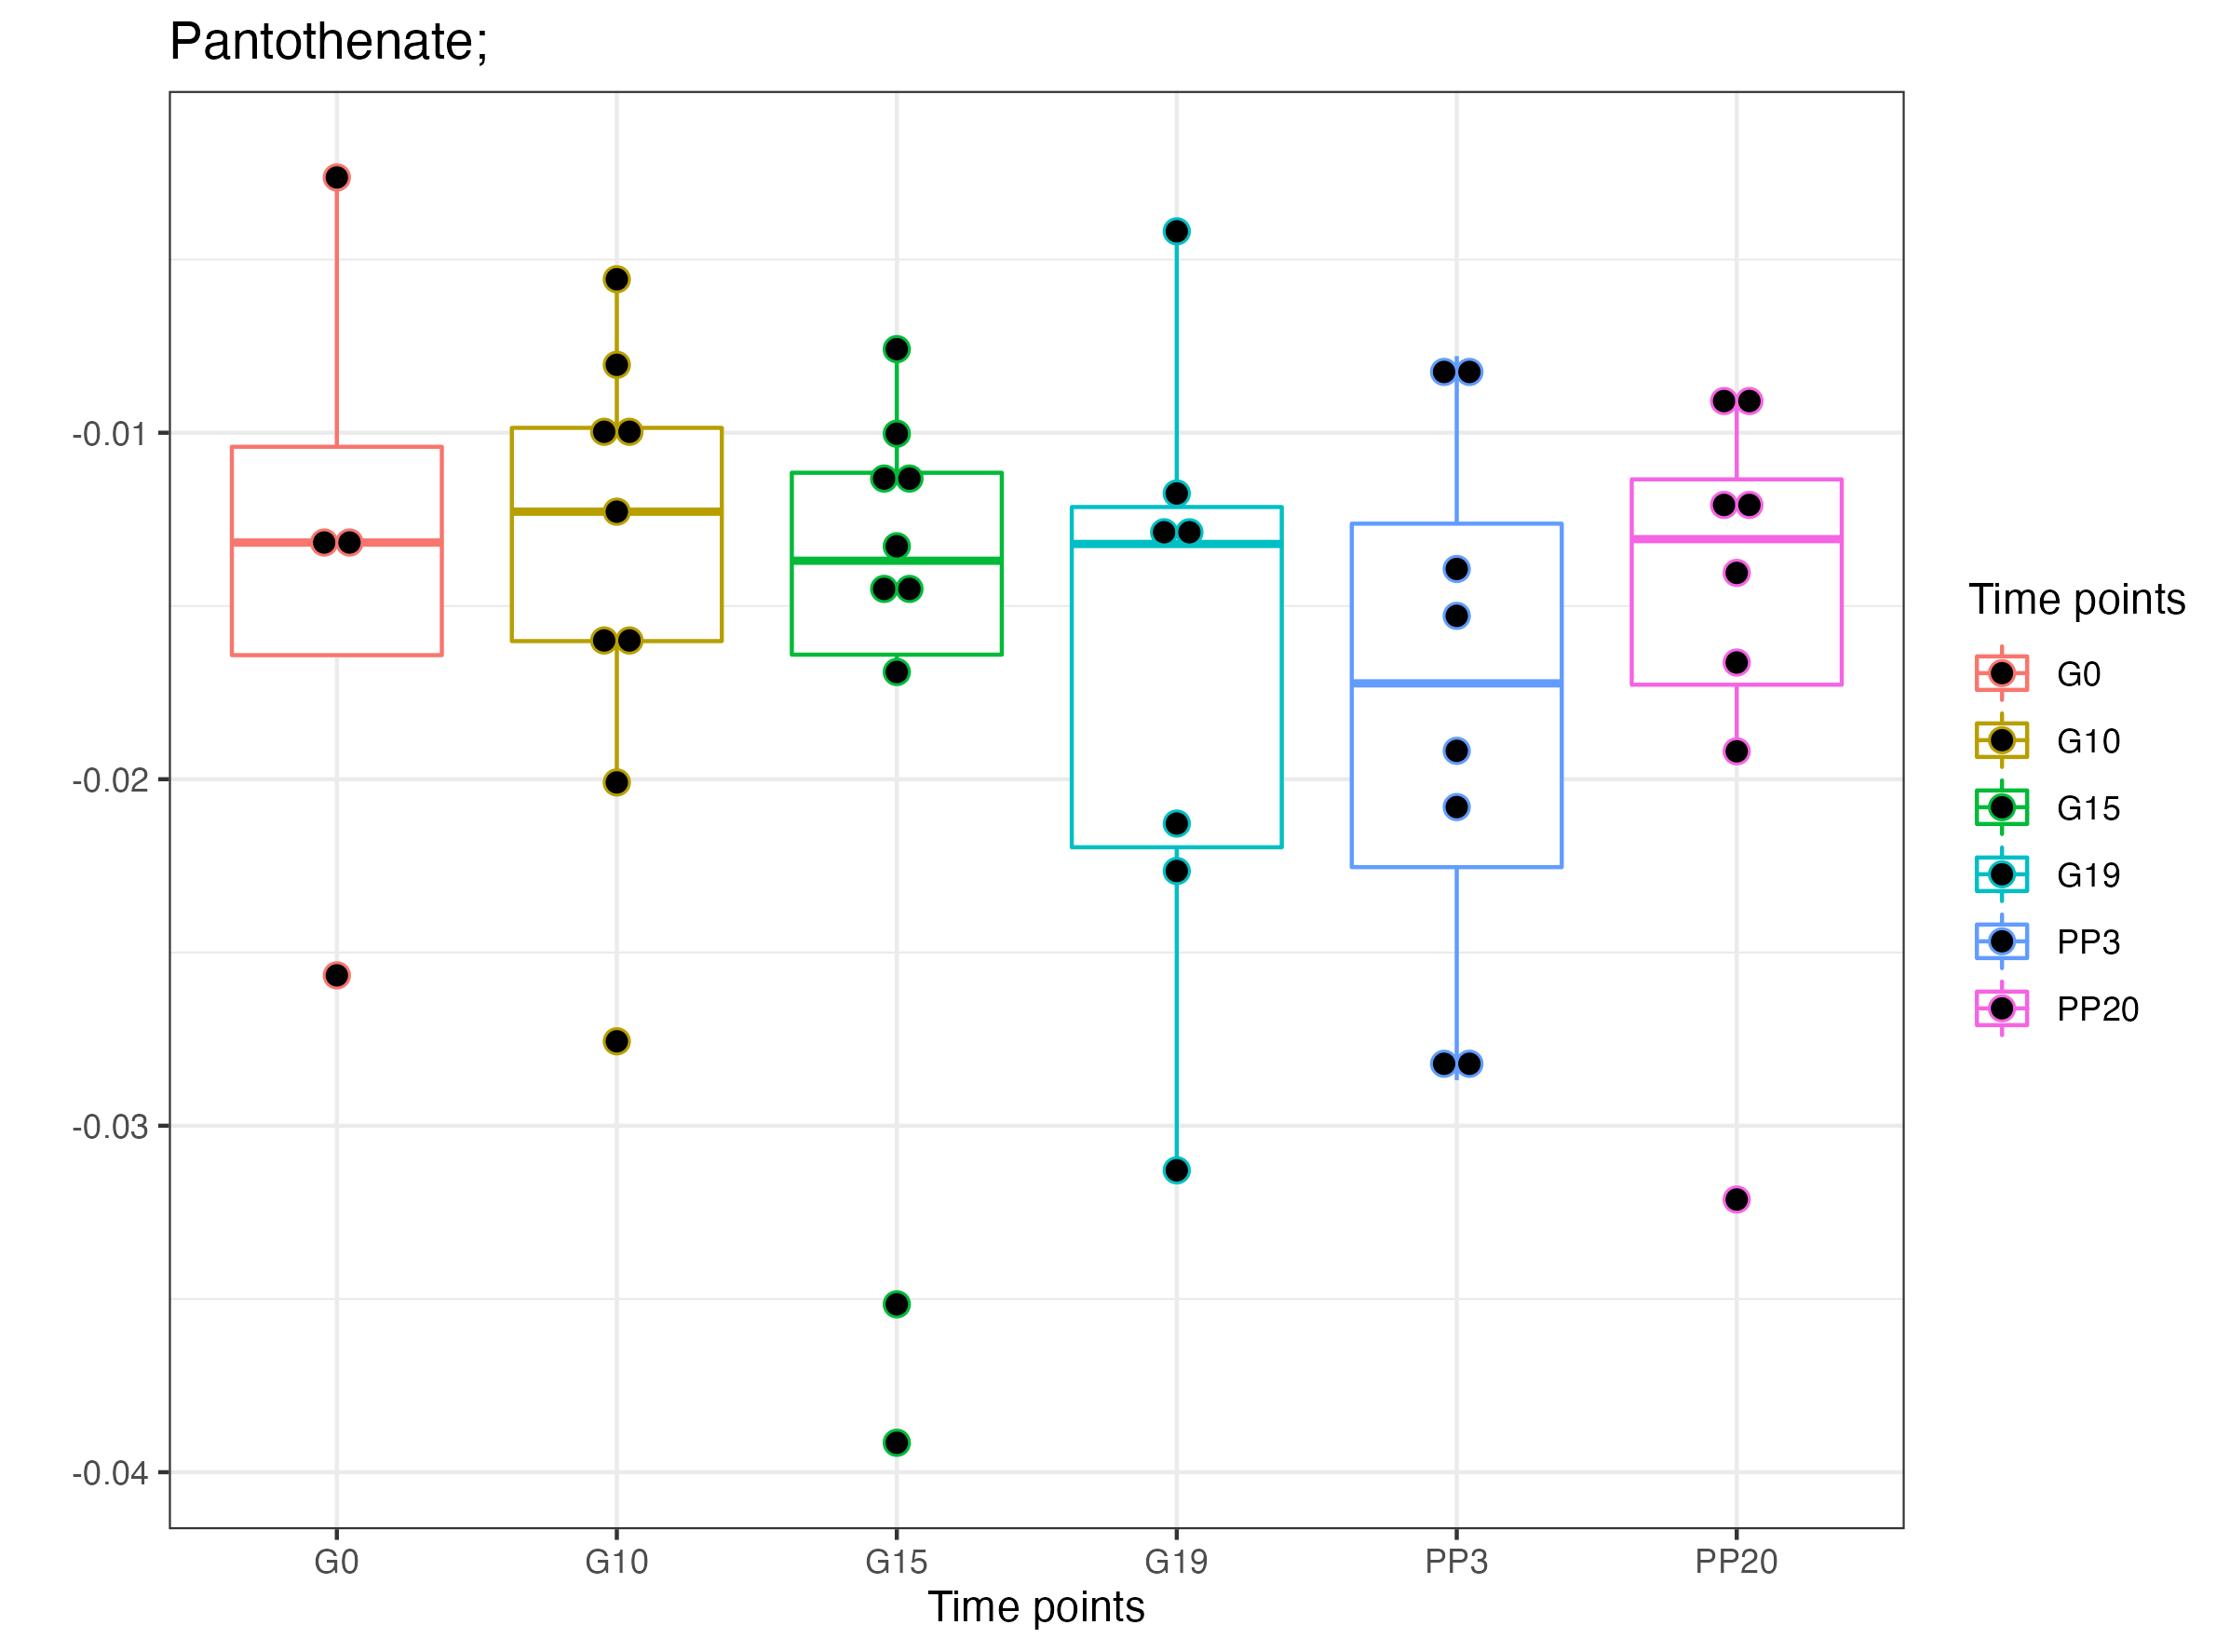 Pantothenate;
-0.01
-0.02
-0.03
-0.04
G0 G10 G15 G19 PP3 PP20
Time points
Time points
G0
G10
G15
G19
PP3
PP20